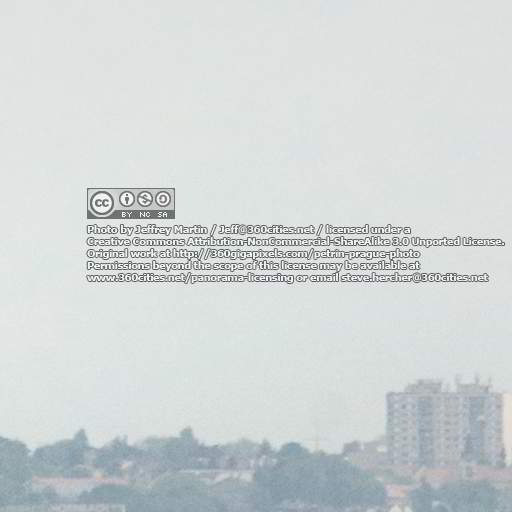 cc BY NC SA
Photo by Jeffrey Martin / Jeff@360cities.net / licensed under a
Creative Commons Attribution-NonCommercial-ShareAlike 3.0 Unported License.
Original work at http://360gigapixels.com/petrin-prague-photo
Permissions beyond the scope of this license may be available at
www.360cities.net/panorama-licensing or email steve.hercher@360cities.net